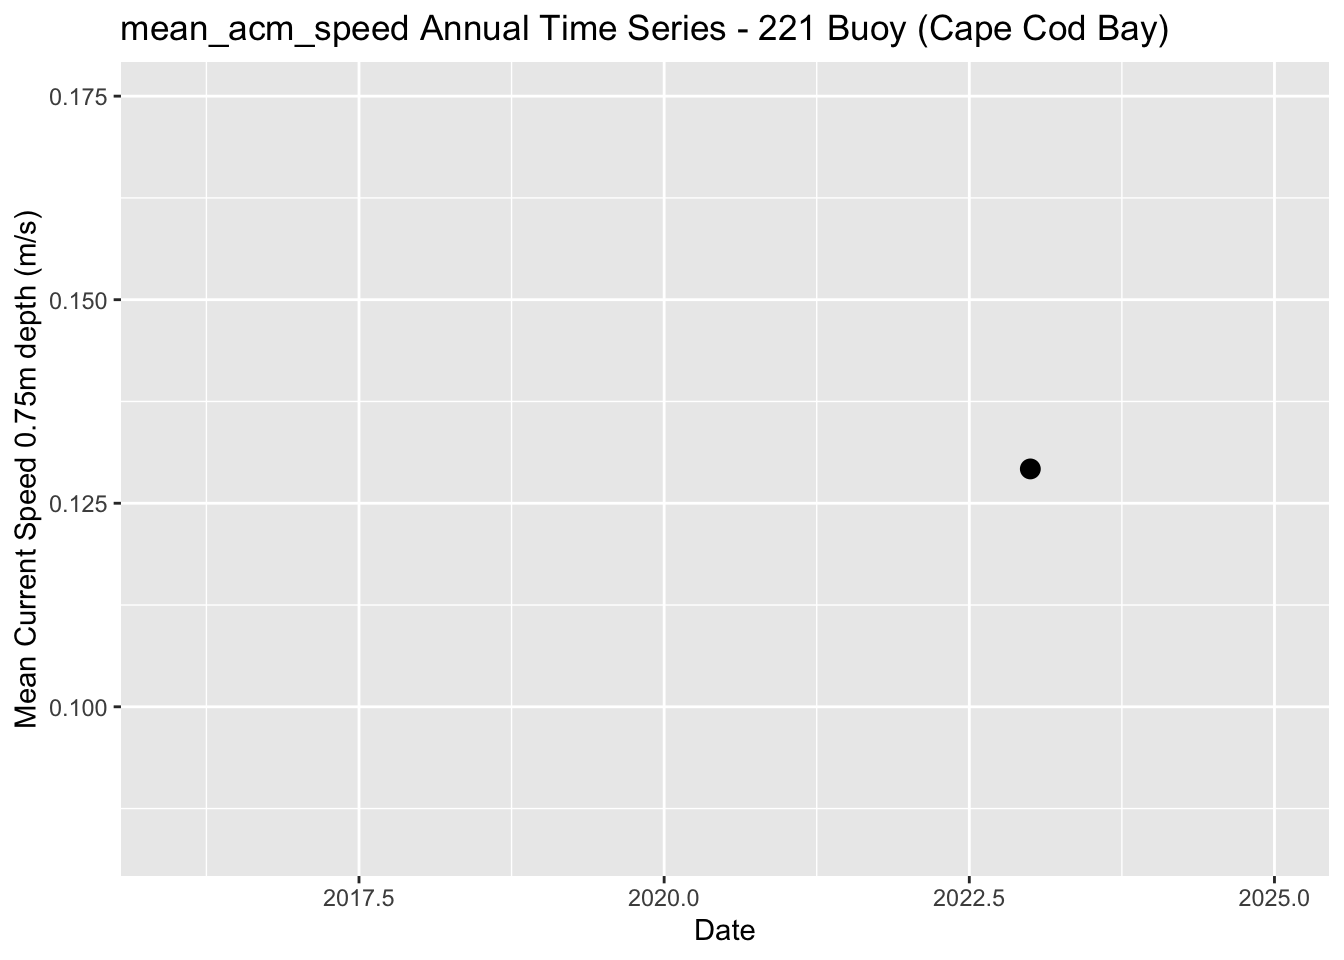 mean_acm_speed Annual Time Series - 221 Buoy (Cape Cod Bay)
Mean Current Speed 0.75m depth (m/s)
0.175
0.150
0.125
0.100
2017.5 2020.0 2022.5 2025.0
Date